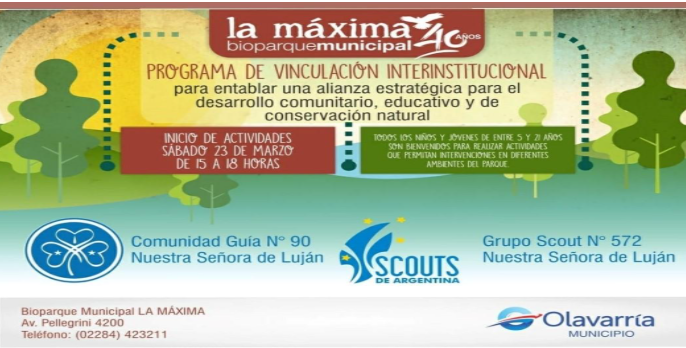 la máxima
bioparquemunicipal
40 AÑOS
PROGRAMA DE VINCULACIÓN INTERINSTITUCIONAL
para entablar una alianza estratégica para el
desarrollo comunitario, educativo y de
conservación natural
INICIO DE ACTIVIDADES
SÁBADO 23 DE MARZO
DE 15 A 18 HORAS
TODOS LOS NIÑOS Y JÓVENES DE ENTRE 5 Y 21 AÑOS
SON BIENVENIDOS PARA REALIZAR ACTIVIDADES
QUE PERMITAN INTERVENCIONES EN DIFERENTES
AMBIENTES DEL PARQUE
Comunidad Guía N° 90
Nuestra Señora de Luján
SCOUTS
DE ARGENTINA
Grupo Scout N° 572
Nuestra Señora de Luján
Bioparque Municipal LA MÁXIMA
Av. Pellegrini 4200
Teléfono: (02284) 423211
Olavarría
MUNICIPIO